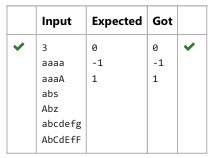 Input Expected Got
✔ 3 0 0 ✔
aaaa -1 -1
aaaA 1 1
abs
Abz
abcdefg
AbCdEfF